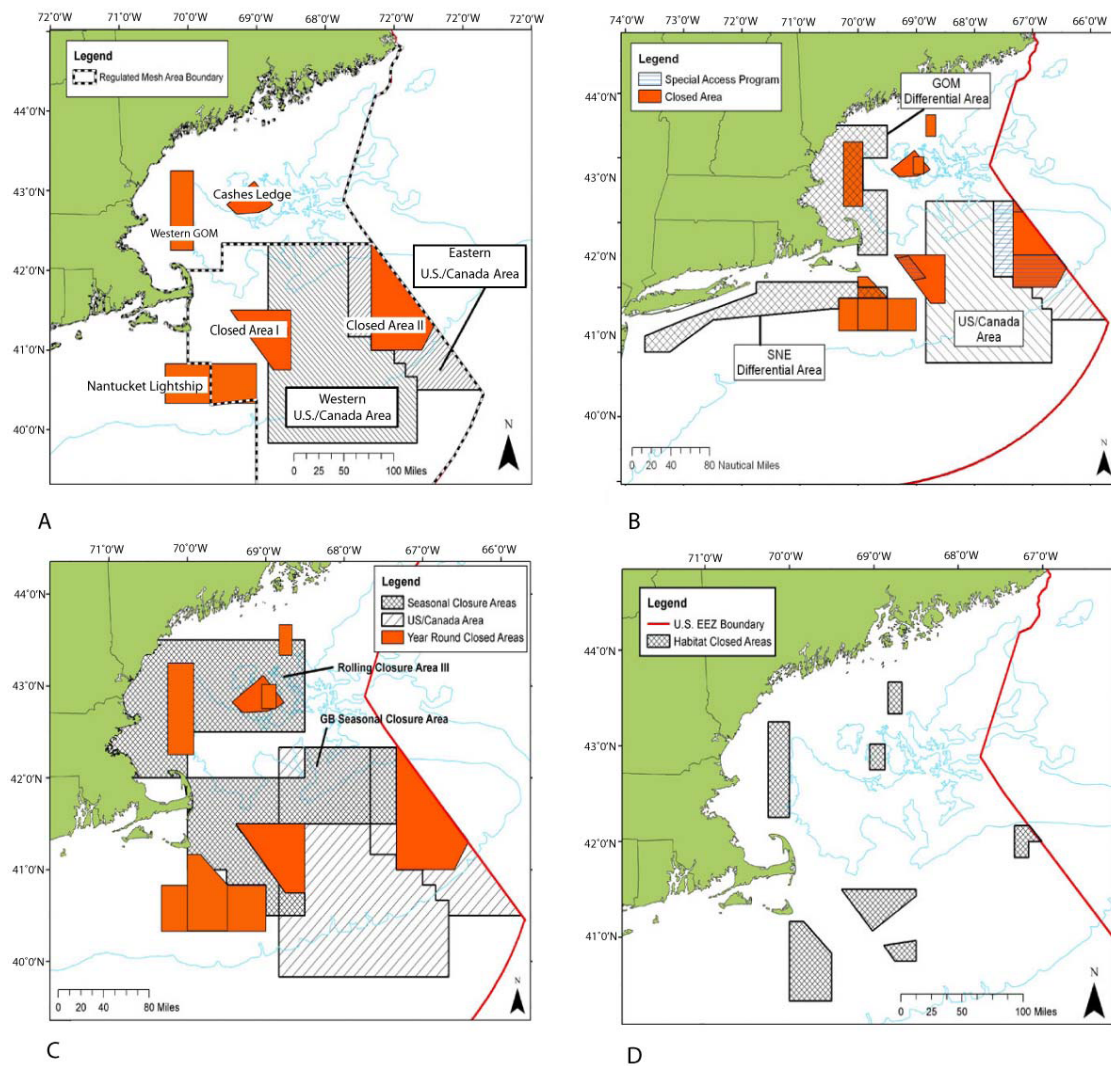 72°0'W 71°0'W 70°0'W 69°0'W 68°0'W 72°0'W 72°0'W
A
44°0'N
43°0'N
42°0'N
41°0'N
40°0'N
Legend
Regulated Mesh Area Boundary
Cashes Ledge
Western GOM
Eastern
U.S./Canada Area
Closed Area I
Closed Area II
Nantucket Lightship
Western
U.S./Canada Area
0 25 50 100 Miles
N
A
74°0'W 73°0'W 72°0'W 71°0'W 70°0'W 69°0'W 68°0'W 67°0'W 66°0'W
B
44°0'N
43°0'N
42°0'N
41°0'N
40°0'N
Legend
Special Access Program
Closed Area
GOM
Differential Area
US/Canada
Area
SNE
Differential Area
0 20 40 80 Nautical Miles
N
B
71°0'W 70°0'W 69°0'W 68°0'W 67°0'W 66°0'W
44°0'N
43°0'N
42°0'N
41°0'N
40°0'N
Legend
Seasonal Closure Areas
US/Canada Area
Year Round Closed Areas
Rolling Closure Area III
GB Seasonal Closure Area
0 20 40 80 Miles
N
C
71°0'W 70°0'W 69°0'W 68°0'W 67°0'W
44°0'N
43°0'N
42°0'N
41°0'N
Legend
U.S. EEZ Boundary
Habitat Closed Areas
0 25 50 100 Miles
N
D